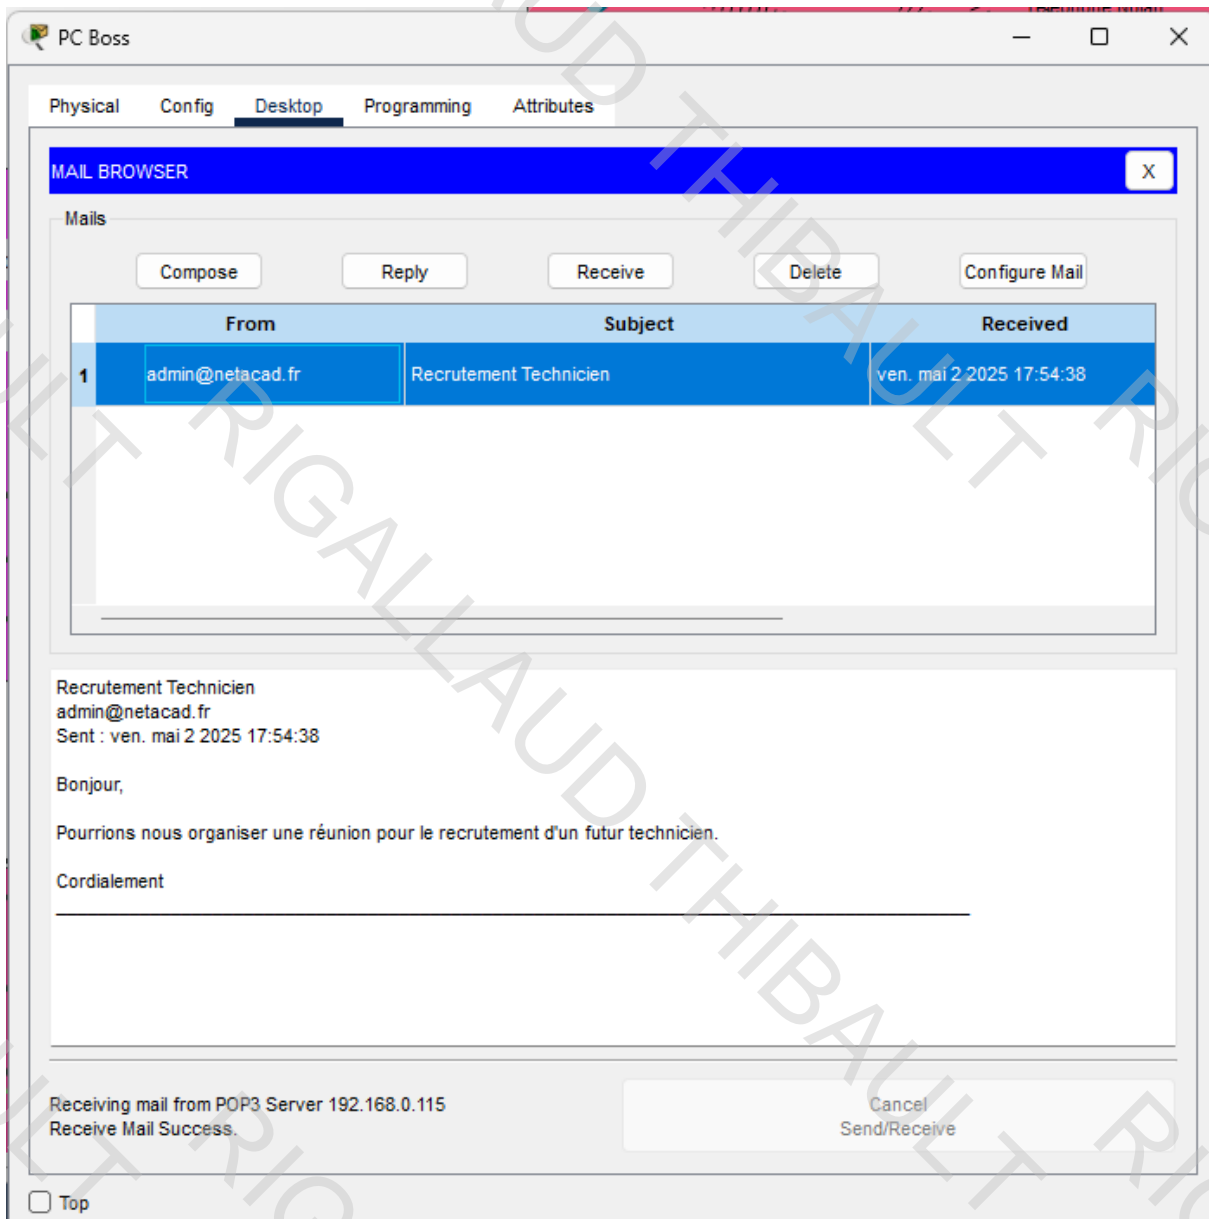 PC Boss
Physical Config Desktop Programming Attributes
MAIL BROWSER X
Mails
Compose Reply Receive Delete Configure Mail
From Subject Received
1 admin@netacad.fr Recrutement Technicien ven. mai 2 2025 17:54:38
Recrutement Technicien
admin@netacad.fr
Sent : ven. mai 2 2025 17:54:38
Bonjour,
Pourrions nous organiser une réunion pour le recrutement d'un futur technicien.
Cordialement
Receiving mail from POP3 Server 192.168.0.115
Receive Mail Success.
Cancel
Send/Receive
Top
RIGALLAUD THIBAULT